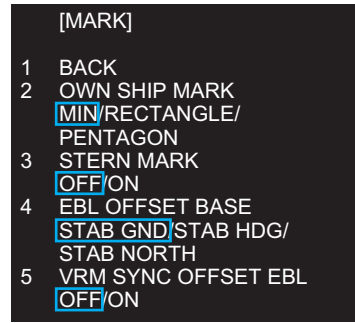 [MARK]
1 BACK
2 OWN SHIP MARK
MIN/RECTANGLE/
PENTAGON
3 STERN MARK
OFF/ON
4 EBL OFFSET BASE
STAB GND/STAB HDG/
STAB NORTH
5 VRM SYNC OFFSET EBL
OFF/ON